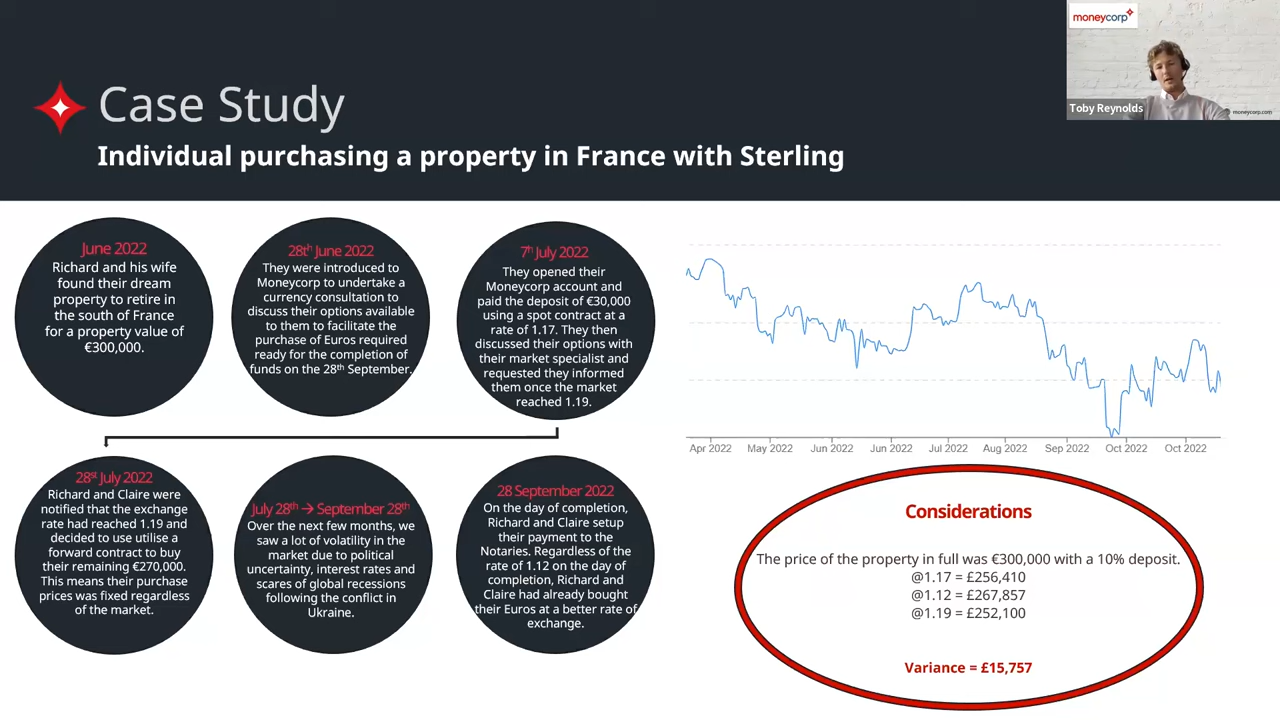 moneycorp
Toby Reynolds
moneycorp.com
Case Study
Individual purchasing a property in France with Sterling
June 2022
Richard and his wife
found their dream
property to retire in
the south of France
for a property value of
€300,000.
28th June 2022
They were introduced to
Moneycorp to undertake a
currency consultation to
discuss their options available
to them to facilitate the
purchase of Euros required
ready for the completion of
funds on the 28th September.
7h July 2022
They opened their
Moneycorp account and
paid the deposit of €30,000
using a spot contract at a
rate of 1.17. They then
discussed their options with
their market specialist and
requested they informed
them once the market
reached 1.19.
28st July 2022
Richard and Claire were
notified that the exchange
rate had reached 1.19 and
decided to use utilise a
forward contract to buy
their remaining €270,000.
This means their purchase
prices was fixed regardless
of the market.
July 28th → September 28th
Over the next few months, we
saw a lot of volatility in the
market due to political
uncertainty, interest rates and
scares of global recessions
following the conflict in
Ukraine.
28 September 2022
On the day of completion,
Richard and Claire setup
their payment to the
Notaries. Regardless of the
rate of 1.12 on the day of
completion, Richard and
Claire had already bought
their Euros at a better rate of
exchange.
Apr 2022 May 2022 Jun 2022 Jun 2022 Jul 2022 Aug 2022 Sep 2022 Oct 2022 Oct 2022
Considerations
The price of the property in full was €300,000 with a 10% deposit.
@1.17 = £256,410
@1.12 = £267,857
@1.19 = £252,100
Variance = £15,757